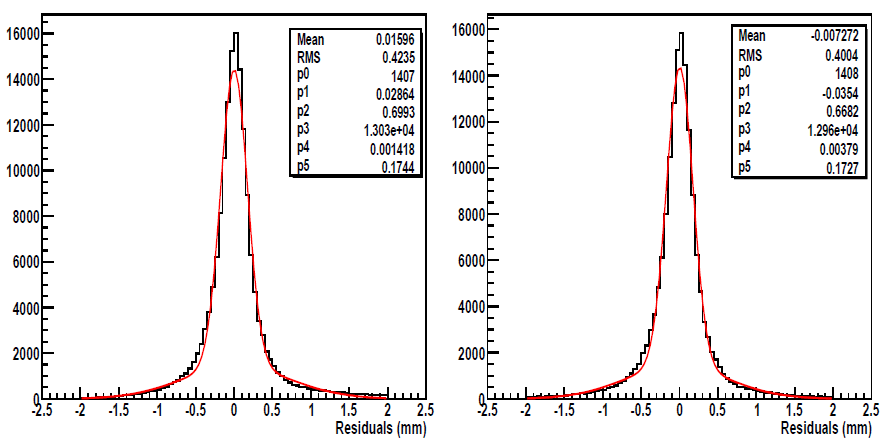 16000
14000
12000
10000
8000
6000
4000
2000
0
-2.5 -2 -1.5 -1 -0.5 0 0.5 1 1.5 2 2.5
Residuals (mm)
Mean 0.01596
RMS 0.4235
p0 1407
p1 0.02864
p2 0.6993
p3 1.303e+04
p4 0.001418
p5 0.1744
16000
14000
12000
10000
8000
6000
4000
2000
0
-2.5 -2 -1.5 -1 -0.5 0 0.5 1 1.5 2 2.5
Residuals (mm)
Mean -0.007272
RMS 0.4004
p0 1408
p1 -0.0354
p2 0.6682
p3 1.296e+04
p4 0.00379
p5 0.1727